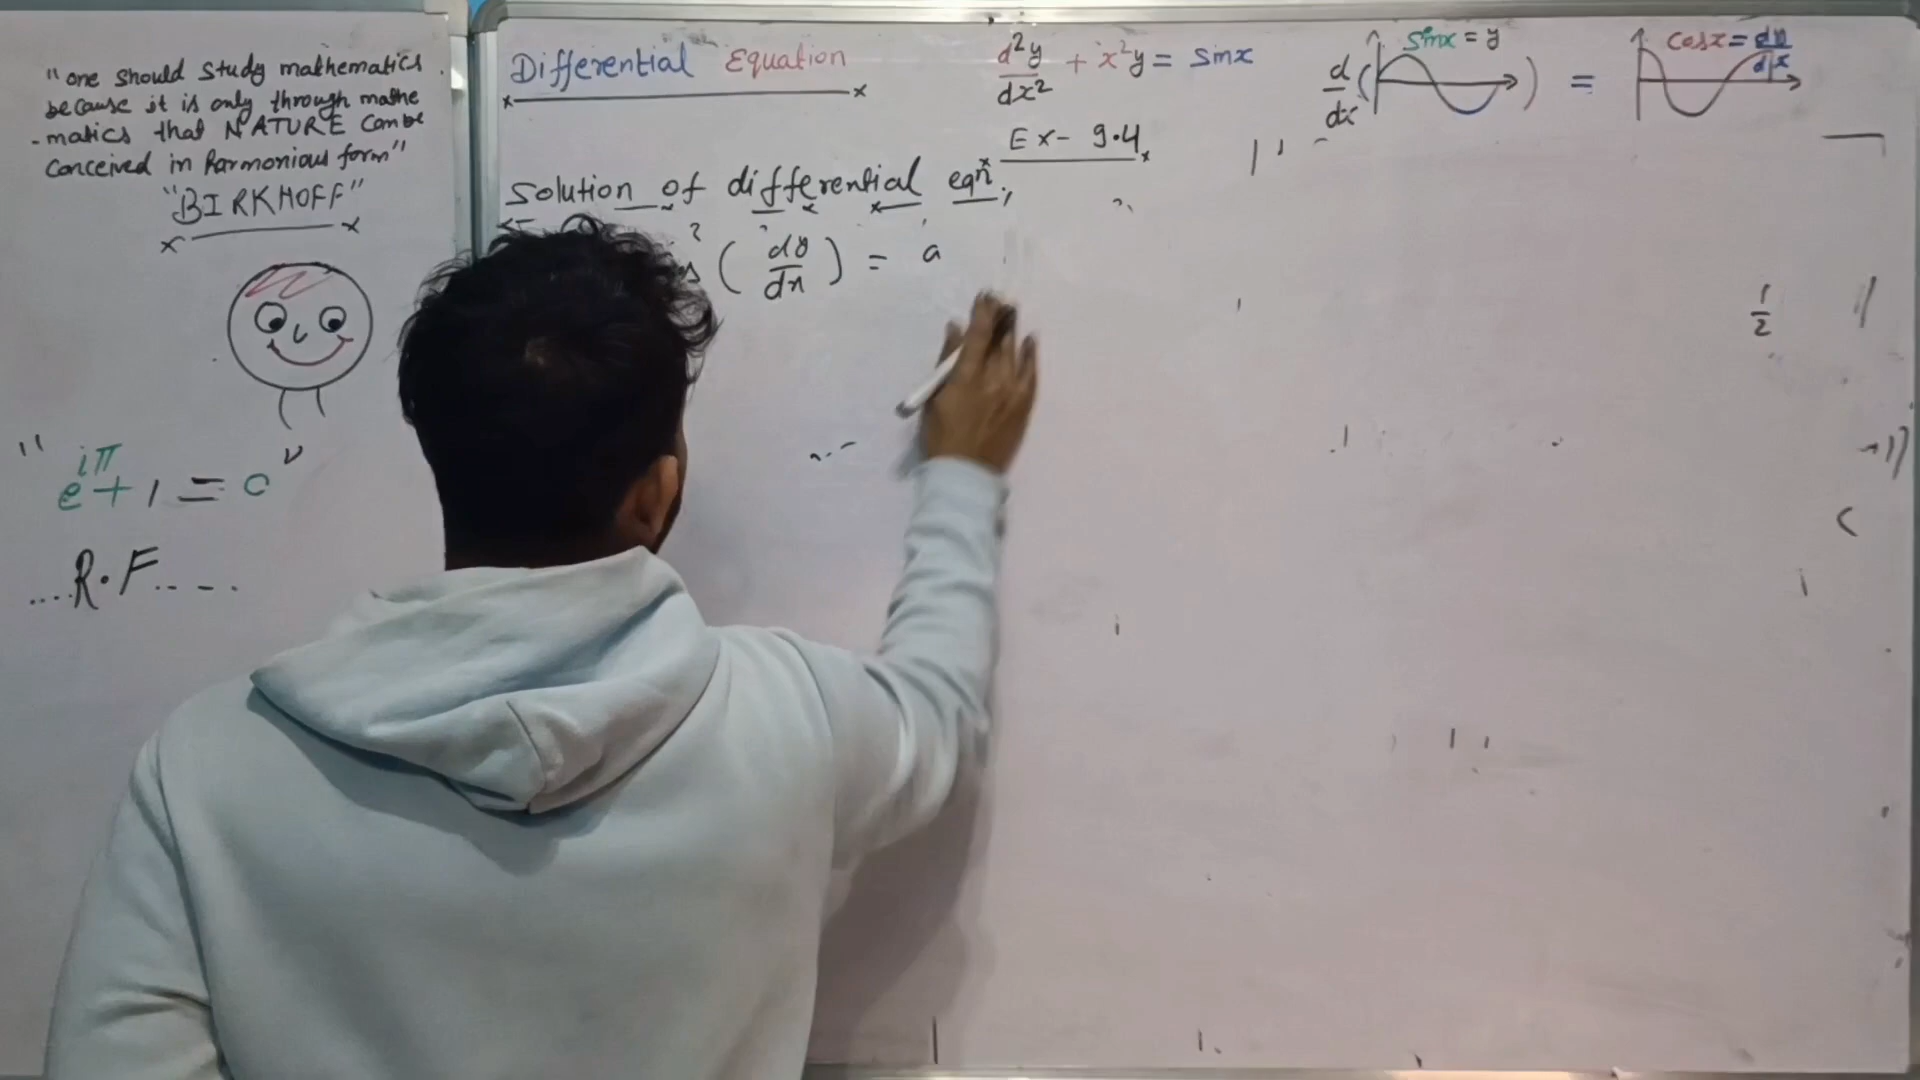 "one should study mathematics
because it is only through mathe
-matics that NATURE can be
conceived in harmonious form"
"BIRKHOFF"
" e^{iπ} + 1 = 0 "
....R.F.....
Differential Equation
d²y/dx² + x²y = sinx
d/dx ( sinx = y ) = cosx = dy/dx
Ex- 9.4
Solution of differential eqn;
( dy/dx ) = a
1/2